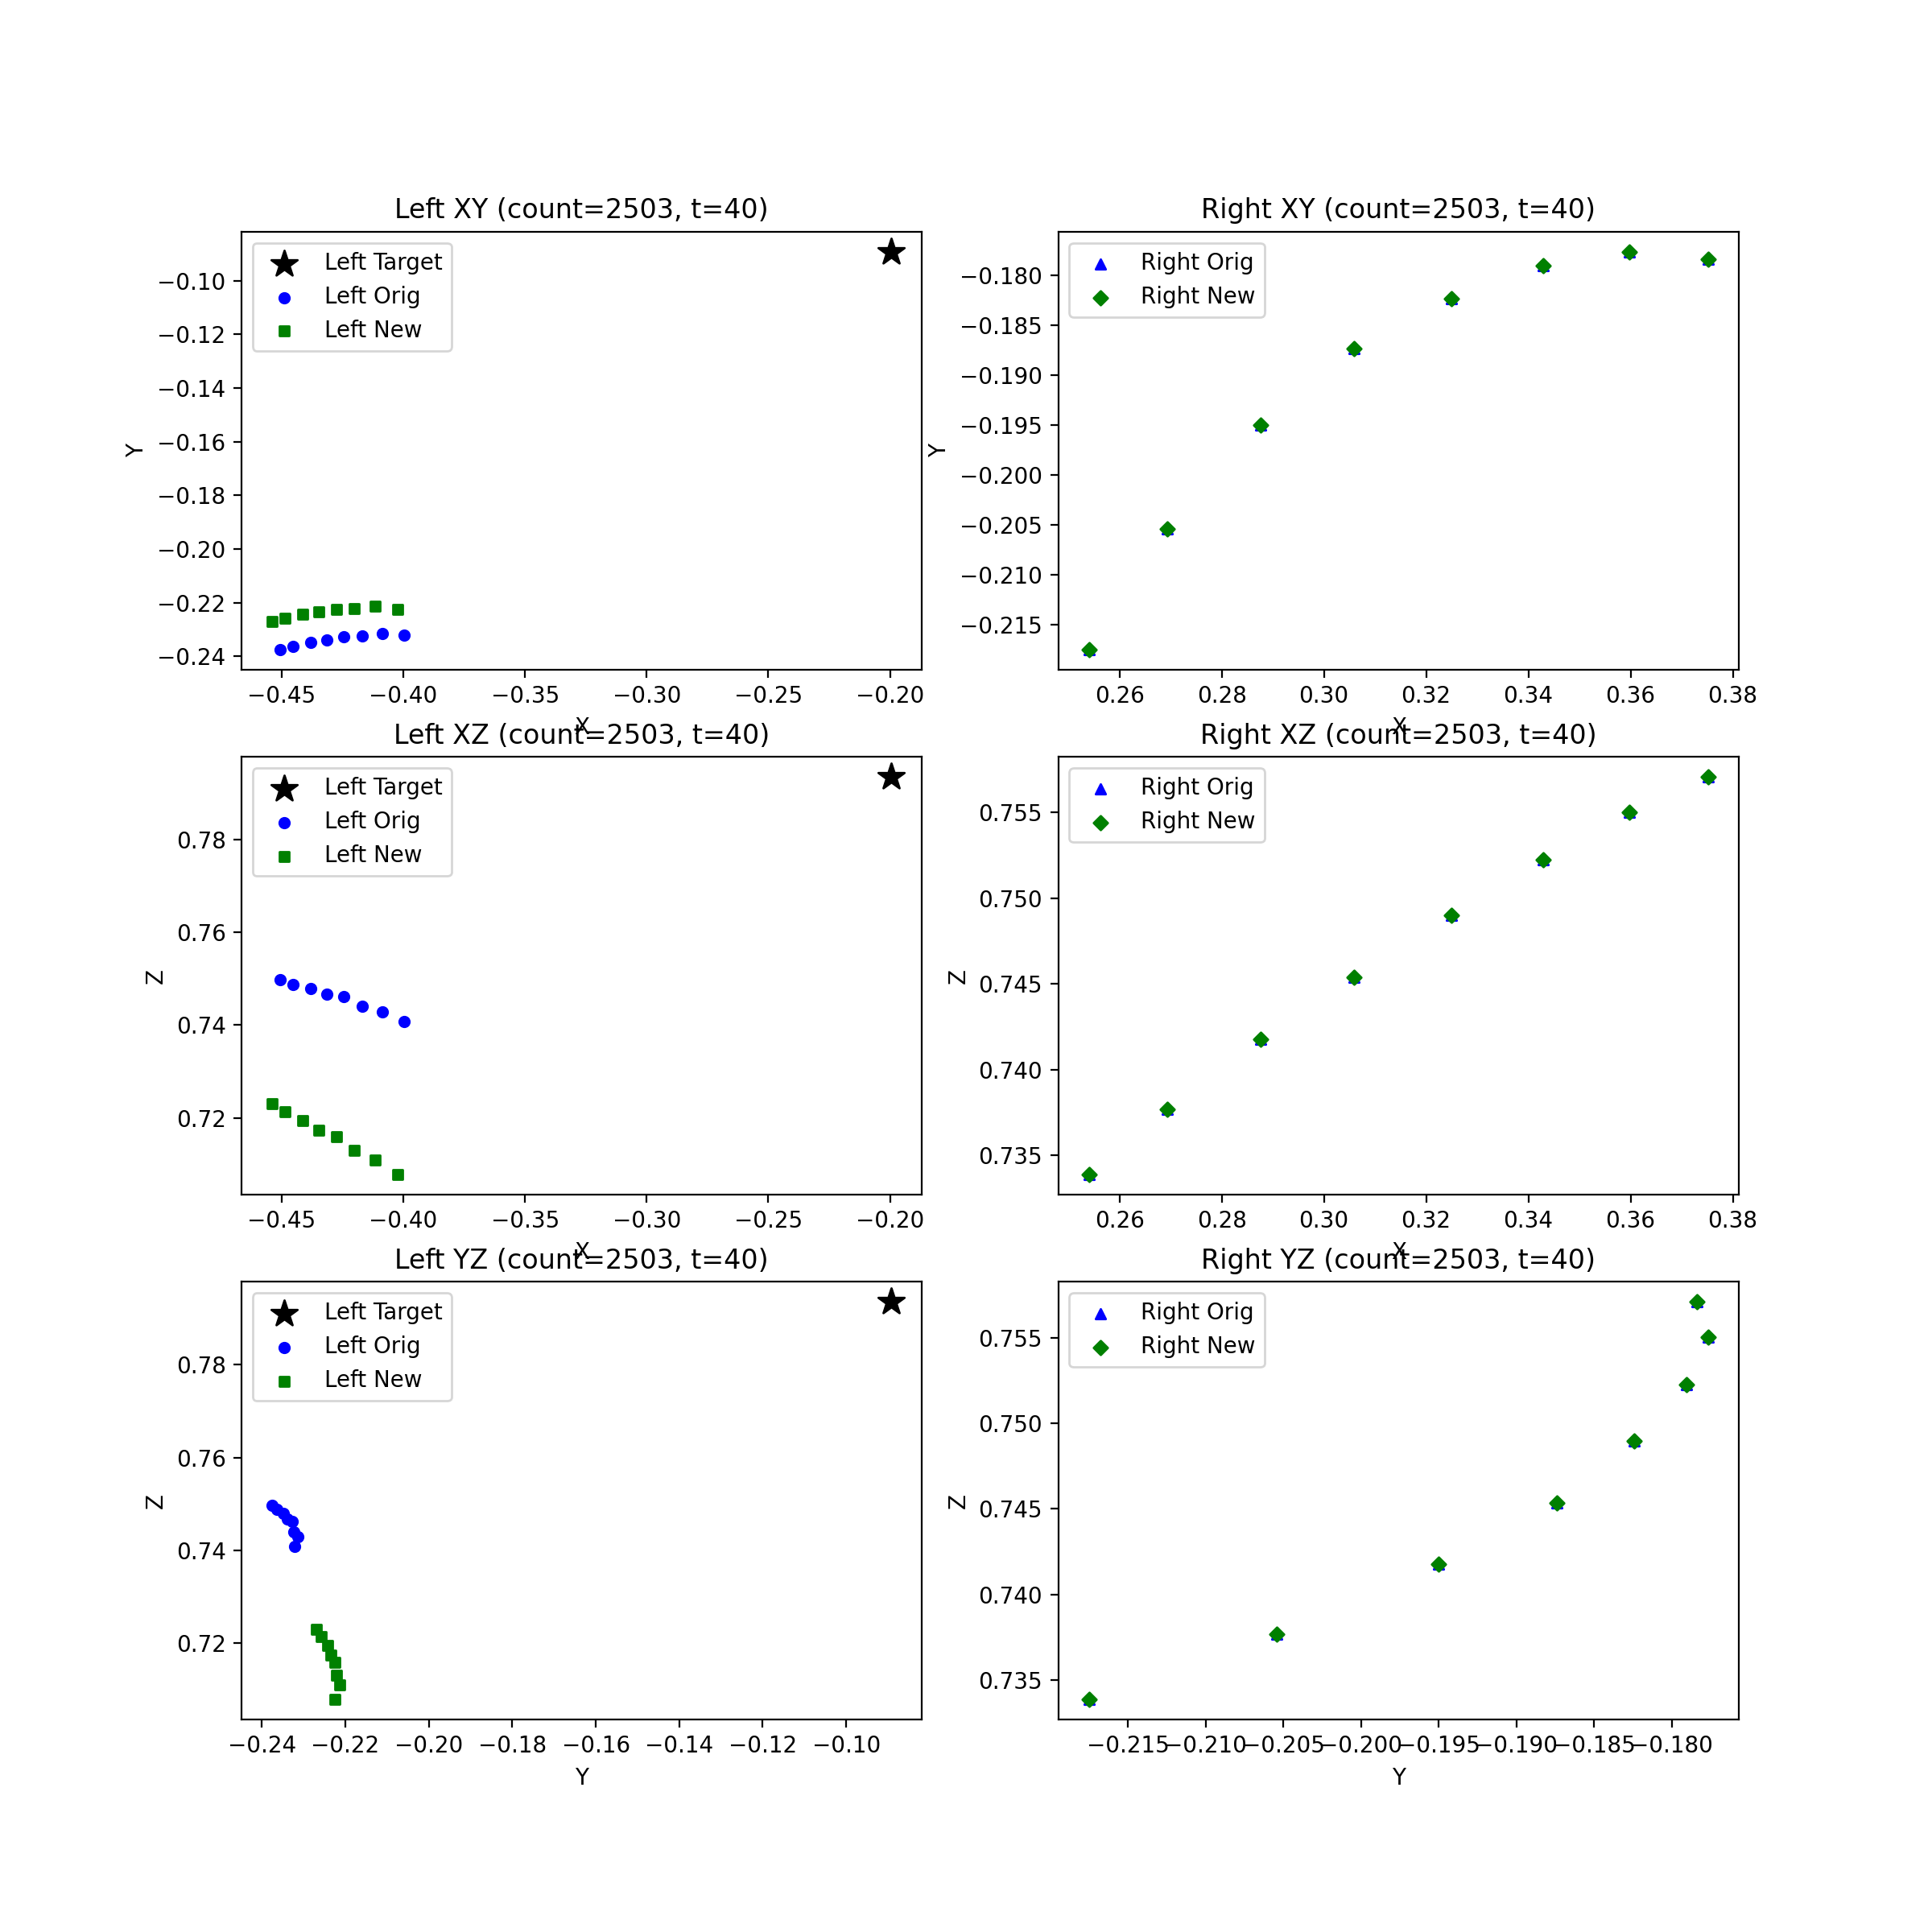 Left XY (count=2503, t=40)
Left Target
Left Orig
Left New
−0.10
−0.12
−0.14
−0.16
−0.18
−0.20
−0.22
−0.24
Y
−0.45 −0.40 −0.35 −0.30 −0.25 −0.20
X
Right XY (count=2503, t=40)
Right Orig
Right New
−0.180
−0.185
−0.190
−0.195
−0.200
−0.205
−0.210
−0.215
Y
0.26 0.28 0.30 0.32 0.34 0.36 0.38
X
Left XZ (count=2503, t=40)
Left Target
Left Orig
Left New
0.78
0.76
0.74
0.72
Z
−0.45 −0.40 −0.35 −0.30 −0.25 −0.20
X
Right XZ (count=2503, t=40)
Right Orig
Right New
0.755
0.750
0.745
0.740
0.735
Z
0.26 0.28 0.30 0.32 0.34 0.36 0.38
X
Left YZ (count=2503, t=40)
Left Target
Left Orig
Left New
0.78
0.76
0.74
0.72
Z
−0.24 −0.22 −0.20 −0.18 −0.16 −0.14 −0.12 −0.10
Y
Right YZ (count=2503, t=40)
Right Orig
Right New
0.755
0.750
0.745
0.740
0.735
Z
−0.215 −0.210 −0.205 −0.200 −0.195 −0.190 −0.185 −0.180
Y